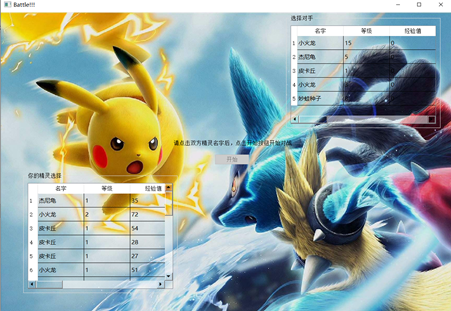 Battle!!!
选择对手
名字 等级 经验值
1 小火龙 15 0
2 杰尼龟 5 0
3 皮卡丘 1
4 小火龙 0
5 妙蛙种子
请点击双方精灵名字后，点击开始按钮开始对战
开始
你的精灵选择
名字 等级 经验值
1 杰尼龟 1 15
2 小火龙 2 72
3 皮卡丘 1 54
4 皮卡丘 1 28
5 皮卡丘 1 27
6 小火龙 1 51